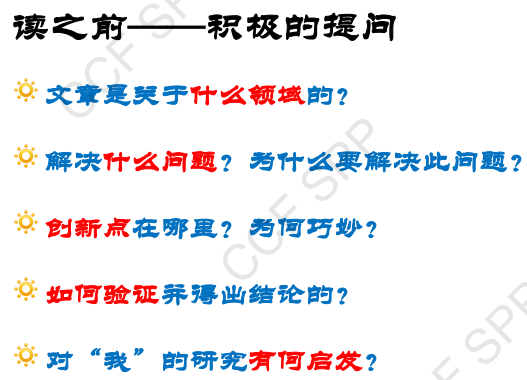 读之前——积极的提问
文章是关于什么领域的？
解决什么问题？为什么要解决此问题？
创新点在哪里？为何巧妙？
如何验证并得出结论的？
对“我”的研究有何启发？
CCF SPP
CCF SPP
CCF SPP